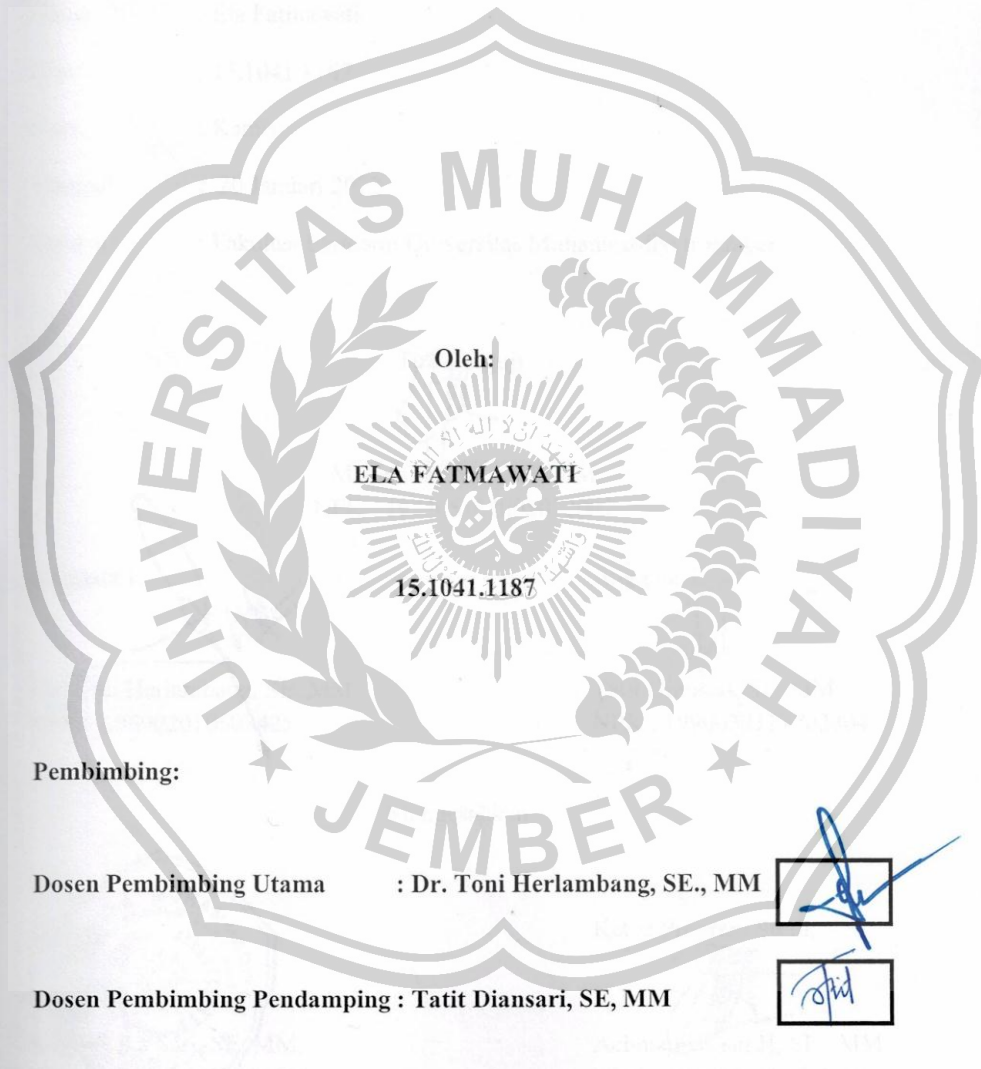 UNIVERSITAS MUHAMMADIYAH
JEMBER
Oleh:
ELA FATMAWATI
15.1041.1187
Pembimbing:
Dosen Pembimbing Utama : Dr. Toni Herlambang, SE., MM
Dosen Pembimbing Pendamping : Tatit Diansari, SE, MM